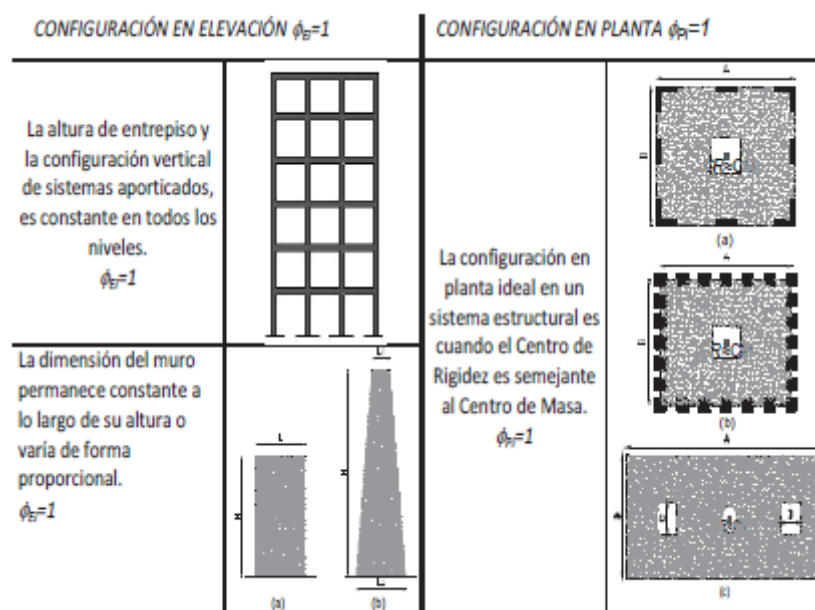 CONFIGURACIÓN EN ELEVACIÓN ϕEi=1
CONFIGURACIÓN EN PLANTA ϕPi=1
La altura de entrepiso y
la configuración vertical
de sistemas aporticados,
es constante en todos los
niveles.
ϕEi=1
La dimensión del muro
permanece constante a
lo largo de su altura o
varía de forma
proporcional.
ϕEi=1
L
H
(a)
L
H
L
(b)
La configuración en
planta ideal en un
sistema estructural es
cuando el Centro de
Rigidez es semejante
al Centro de Masa.
ϕPi=1
A
B
(a)
A
B
(b)
A
(c)